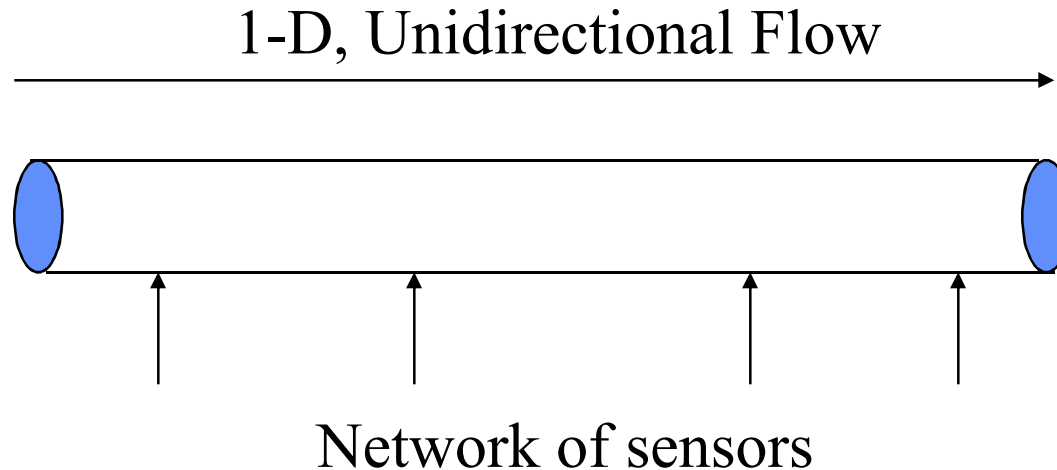 1-D, Unidirectional Flow
Network of sensors